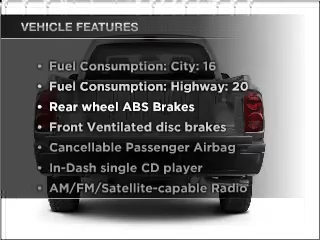 VEHICLE FEATURES
• Fuel Consumption: City: 16
• Fuel Consumption: Highway: 20
• Rear wheel ABS Brakes
• Front Ventilated disc brakes
• Cancellable Passenger Airbag
• In-Dash single CD player
• AM/FM/Satellite-capable Radio